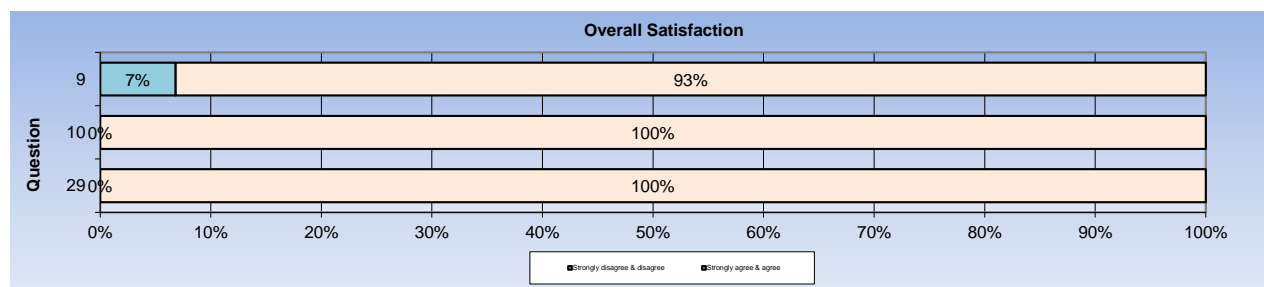 Overall Satisfaction
Question
9 7% 93%
10 0% 100%
29 0% 100%
0% 10% 20% 30% 40% 50% 60% 70% 80% 90% 100%
Strongly disagree & disagree Strongly agree & agree